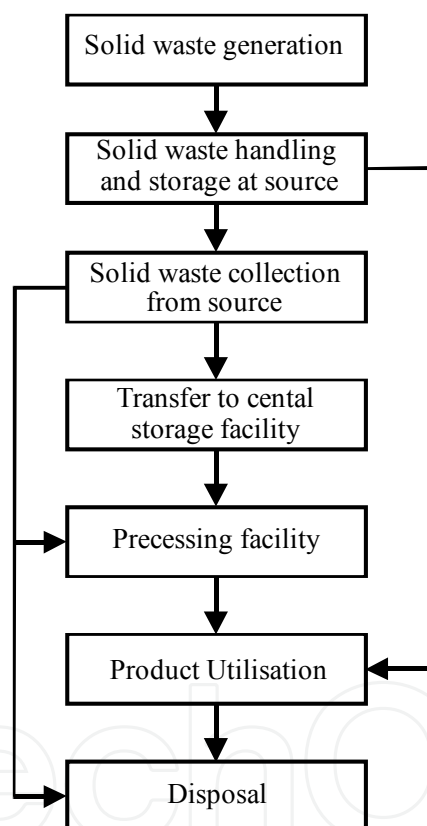 Solid waste generation
Solid waste handling
and storage at source
Solid waste collection
from source
Transfer to cental
storage facility
Precessing facility
Product Utilisation
Disposal